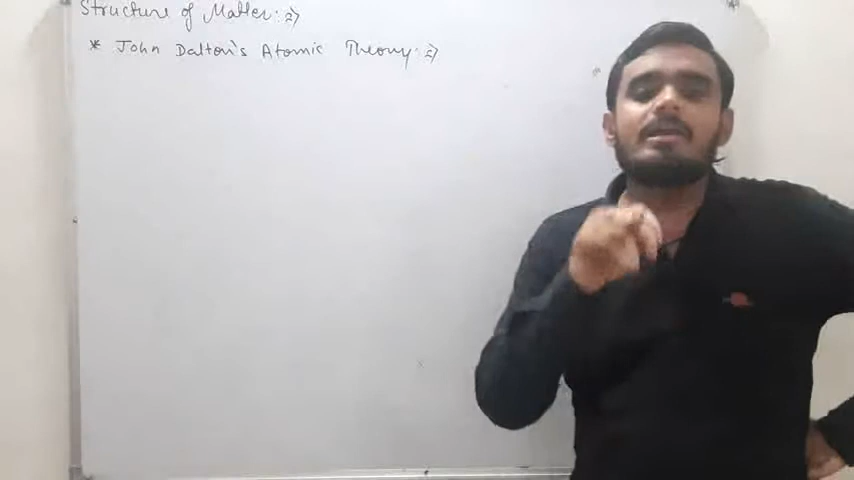 Structure of Matter :⇒
* John Dalton's Atomic Theory :⇒